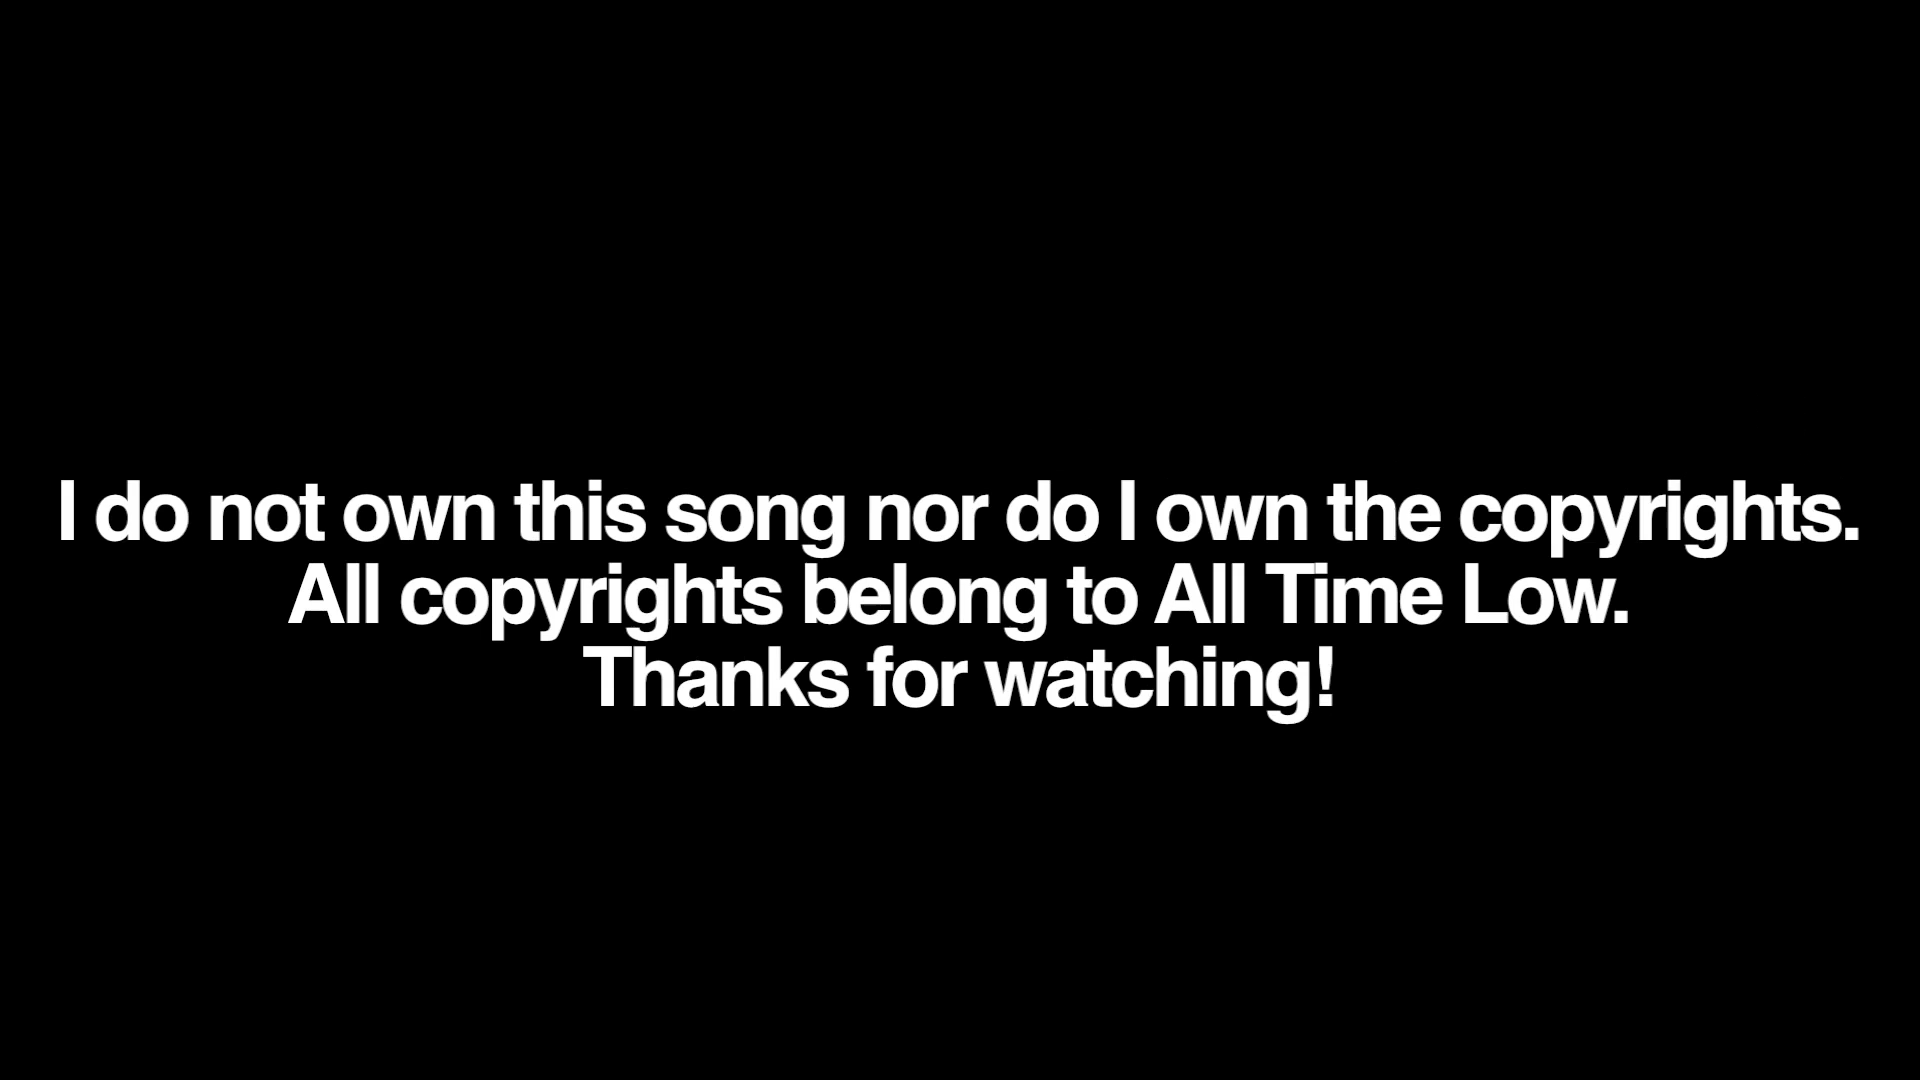 I do not own this song nor do I own the copyrights.
All copyrights belong to All Time Low.
Thanks for watching!